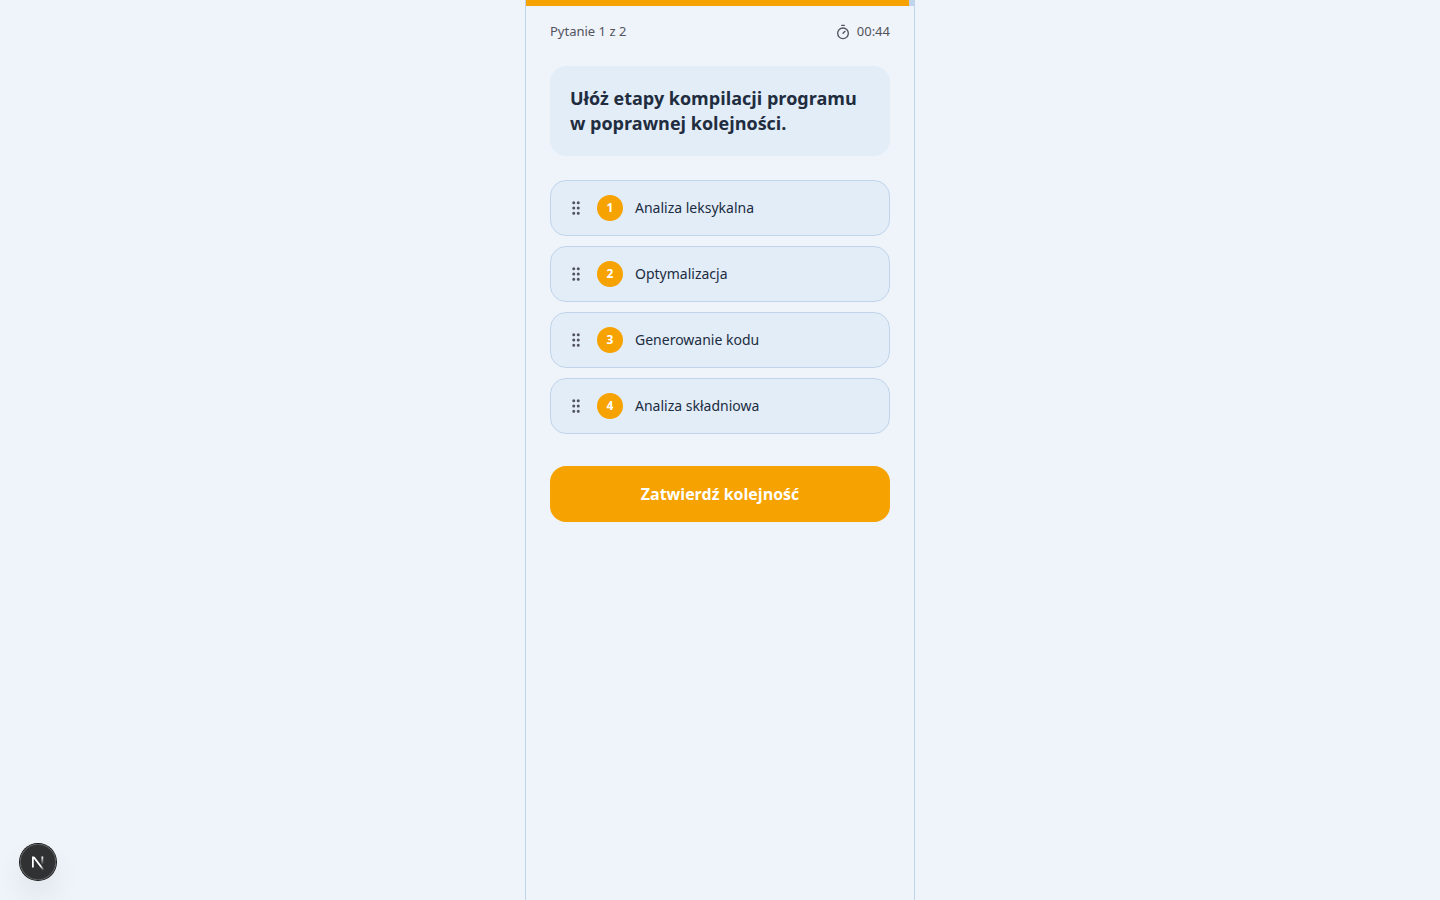 Pytanie 1 z 2
00:44
Ułóż etapy kompilacji programu
w poprawnej kolejności.
1 Analiza leksykalna
2 Optymalizacja
3 Generowanie kodu
4 Analiza składniowa
Zatwierdź kolejność
N